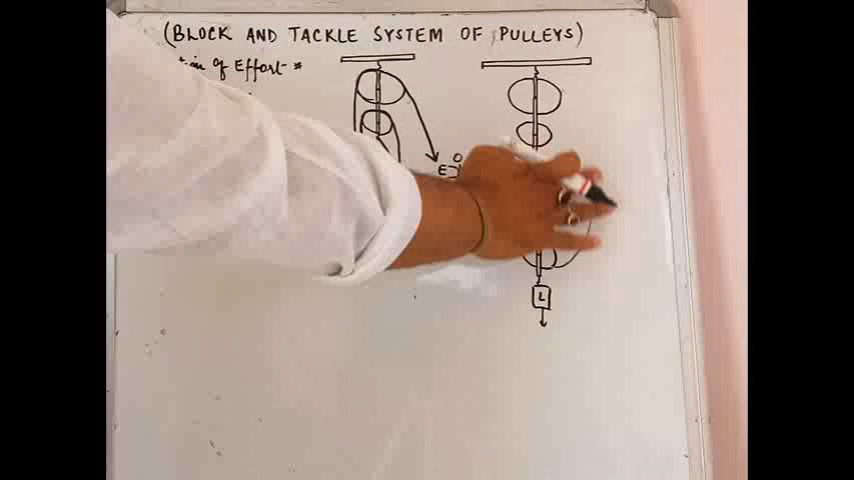 (BLOCK AND TACKLE SYSTEM OF PULLEYS)
of Effort *
E
L